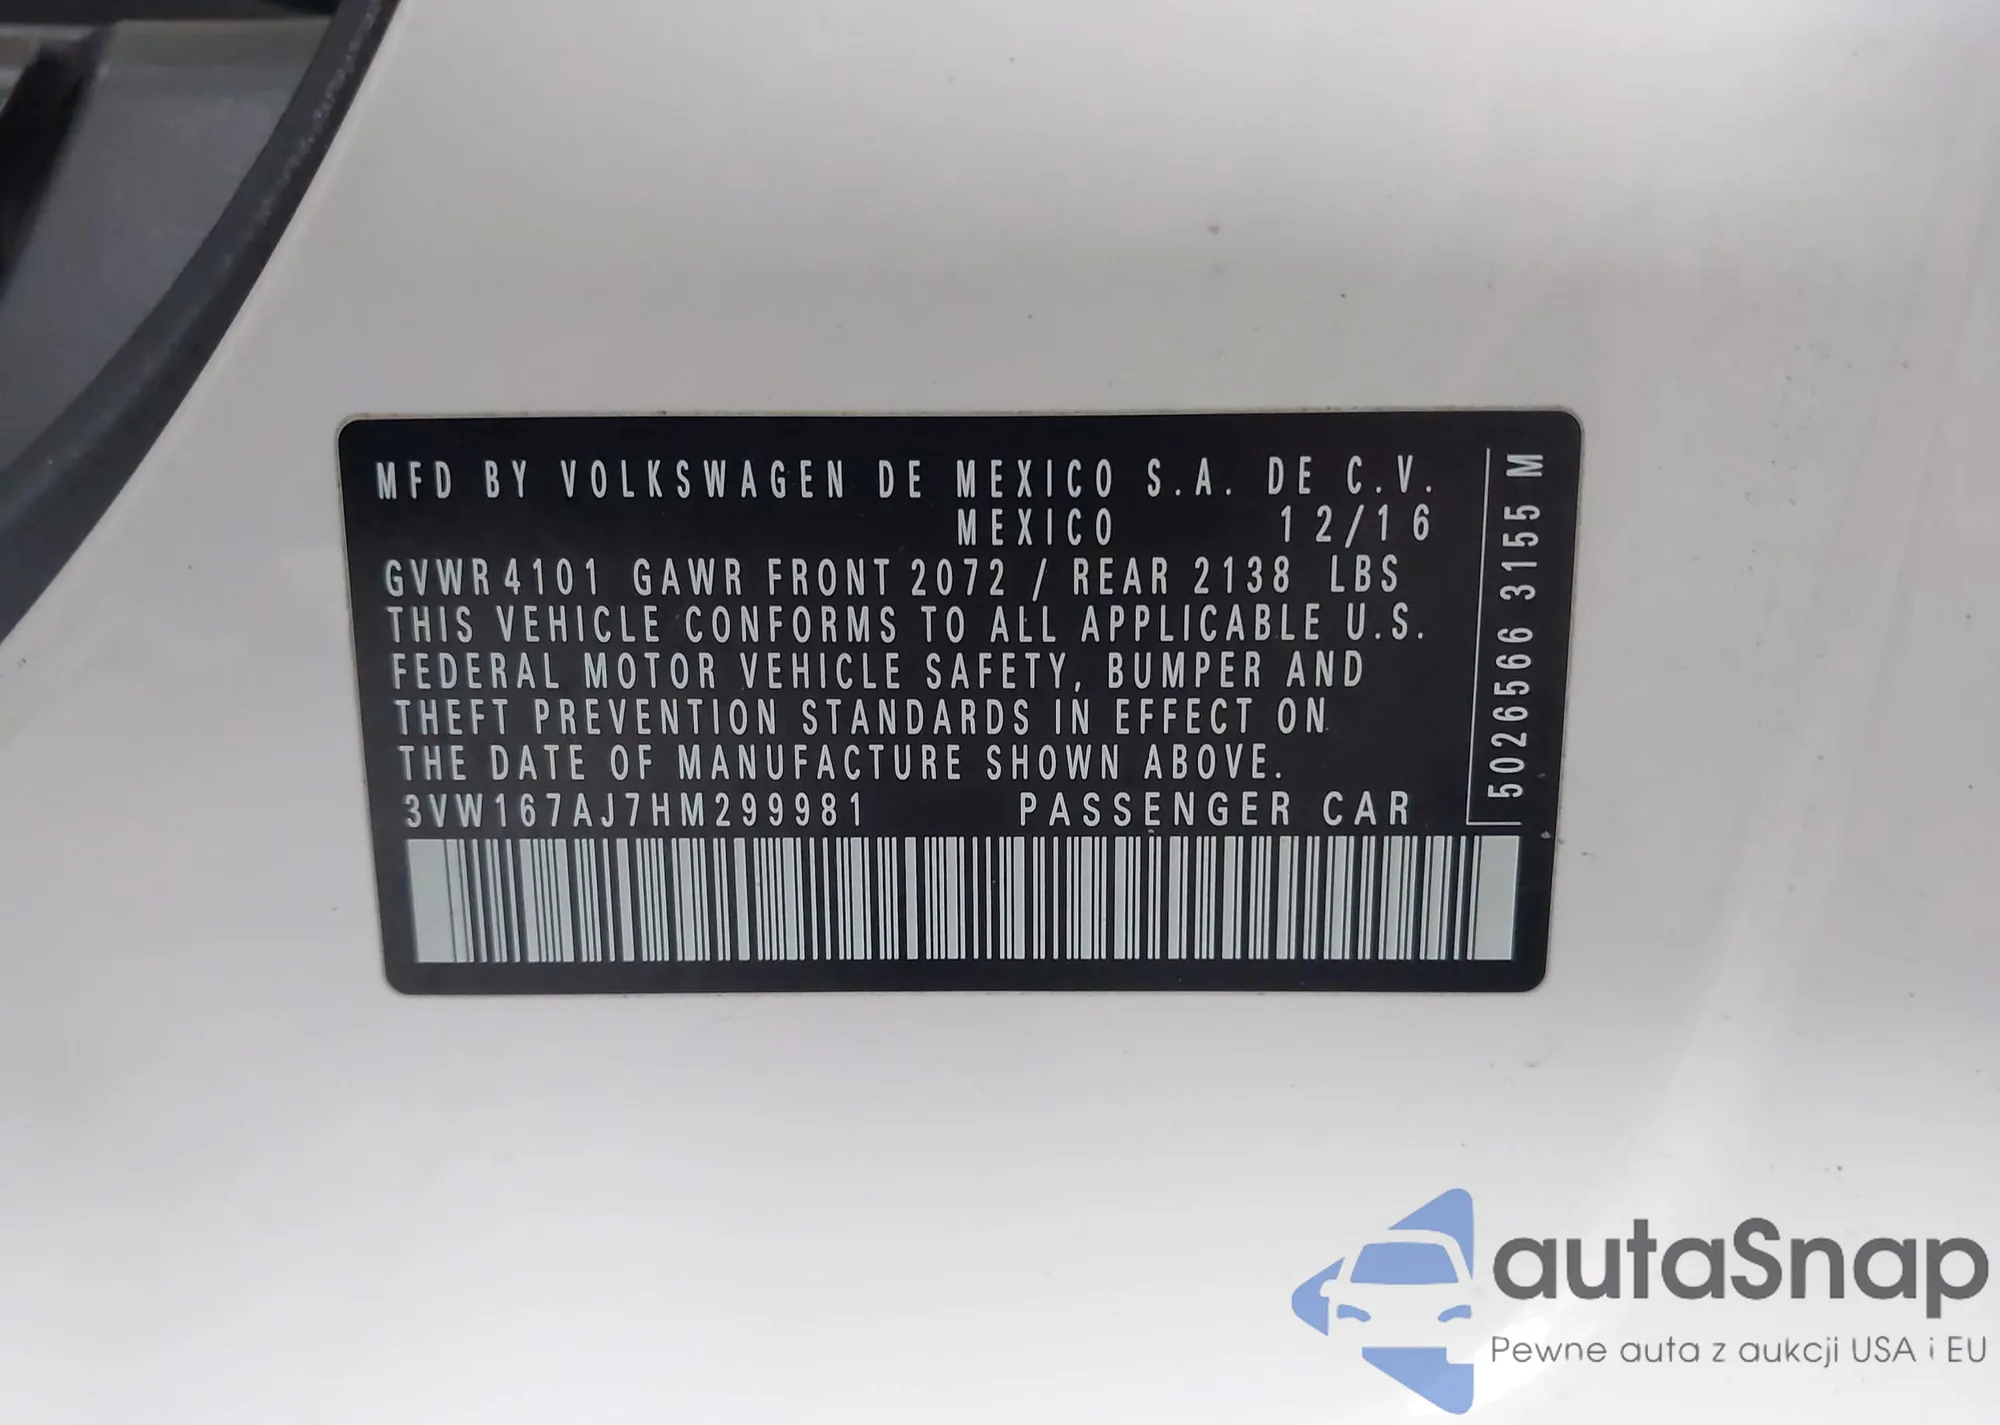 MFD BY VOLKSWAGEN DE MEXICO S.A. DE C.V.
MEXICO 12/16
GVWR 4101 GAWR FRONT 2072 / REAR 2138 LBS
THIS VEHICLE CONFORMS TO ALL APPLICABLE U.S.
FEDERAL MOTOR VEHICLE SAFETY, BUMPER AND
THEFT PREVENTION STANDARDS IN EFFECT ON
THE DATE OF MANUFACTURE SHOWN ABOVE.
3VW167AJ7HM299981 PASSENGER CAR
5026566 3155 M
autaSnap
Pewne auta z aukcji USA i EU